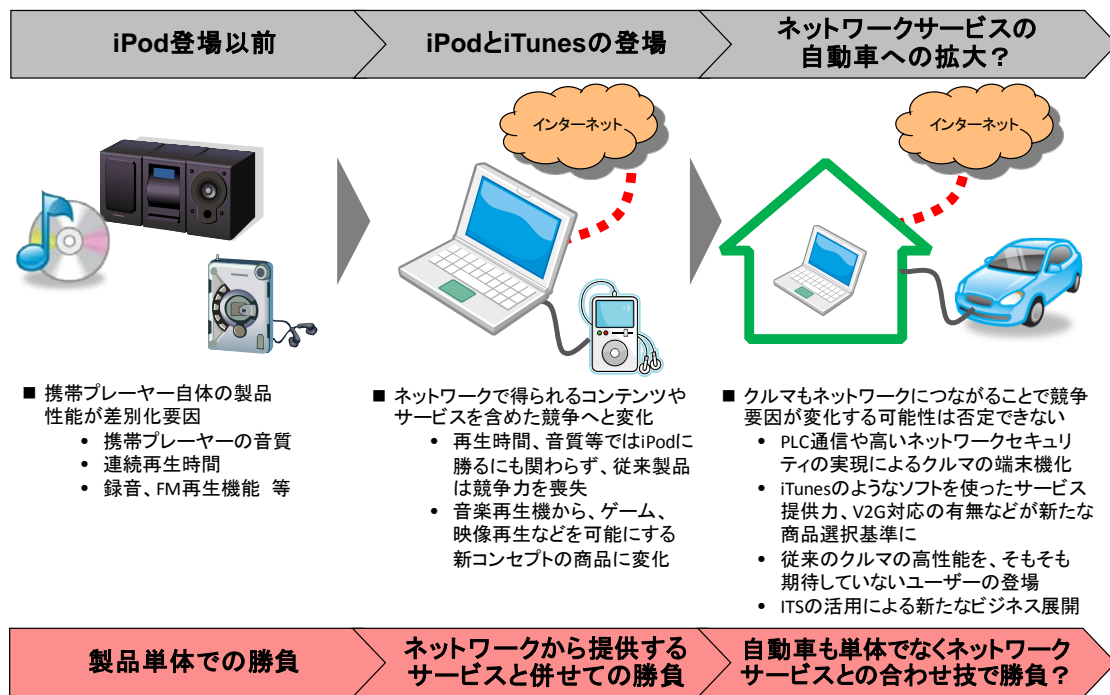 iPod登場以前
iPodとiTunesの登場
ネットワークサービスの
自動車への拡大？
インターネット
インターネット
■ 携帯プレーヤー自体の製品
性能が差別化要因
• 携帯プレーヤーの音質
• 連続再生時間
• 録音、FM再生機能 等
■ ネットワークで得られるコンテンツや
サービスを含めた競争へと変化
• 再生時間、音質等ではiPodに
勝るにも関わらず、従来製品
は競争力を喪失
• 音楽再生機から、ゲーム、
映像再生などを可能にする
新コンセプトの商品に変化
■ クルマもネットワークにつながることで競争
要因が変化する可能性は否定できない
• PLC通信や高いネットワークセキュリ
ティの実現によるクルマの端末機化
• iTunesのようなソフトを使ったサービス
提供力、V2G対応の有無などが新たな
商品選択基準に
• 従来のクルマの高性能を、そもそも
期待していないユーザーの登場
• ITSの活用による新たなビジネス展開
製品単体での勝負
ネットワークから提供する
サービスと併せての勝負
自動車も単体でなくネットワーク
サービスとの合わせ技で勝負？